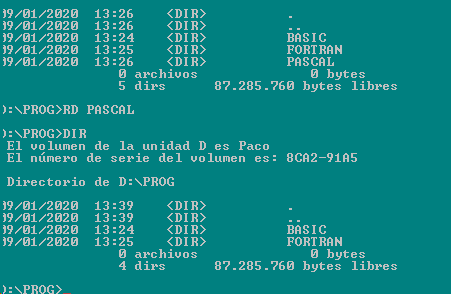 9/01/2020 13:26 <DIR> .
9/01/2020 13:26 <DIR> ..
9/01/2020 13:24 <DIR> BASIC
9/01/2020 13:25 <DIR> FORTRAN
9/01/2020 13:26 <DIR> PASCAL
0 archivos 0 bytes
5 dirs 87.285.760 bytes libres
:\PROG>RD PASCAL
:\PROG>DIR
El volumen de la unidad D es Paco
El número de serie del volumen es: 8CA2-91A5
Directorio de D:\PROG
9/01/2020 13:39 <DIR> .
9/01/2020 13:39 <DIR> ..
9/01/2020 13:24 <DIR> BASIC
9/01/2020 13:25 <DIR> FORTRAN
0 archivos 0 bytes
4 dirs 87.285.760 bytes libres
:\PROG>